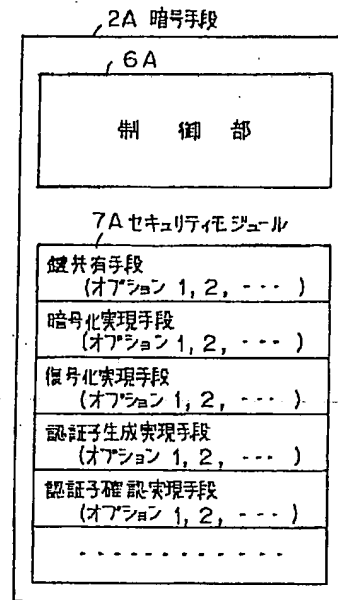 2A 暗号手段
6A
制 御 部
7A セキュリティモジュール
鍵共有手段
(オプション 1, 2, ･･･ )
暗号化実現手段
(オプション 1, 2, ･･･ )
復号化実現手段
(オプション 1, 2, ･･･ )
認証子生成実現手段
(オプション 1, 2, ･･･ )
認証子確認実現手段
(オプション 1, 2, ･･･ )
････････････